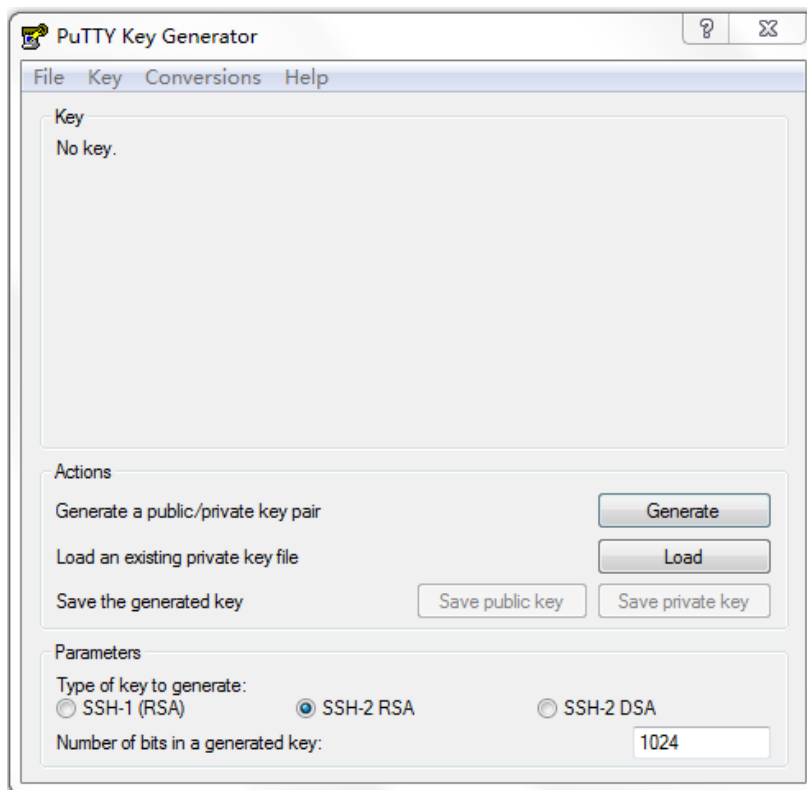 PuTTY Key Generator
File Key Conversions Help
Key
No key.
Actions
Generate a public/private key pair Generate
Load an existing private key file Load
Save the generated key Save public key Save private key
Parameters
Type of key to generate:
SSH-1 (RSA) SSH-2 RSA SSH-2 DSA
Number of bits in a generated key: 1024